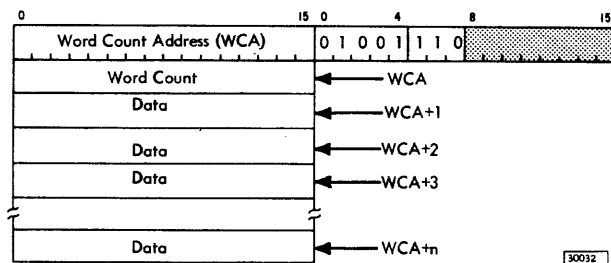 0 15 0 4 8 15
Word Count Address (WCA) 0 1 0 0 1 1 1 0
Word Count WCA
Data WCA+1
Data WCA+2
Data WCA+3
Data WCA+n
30032